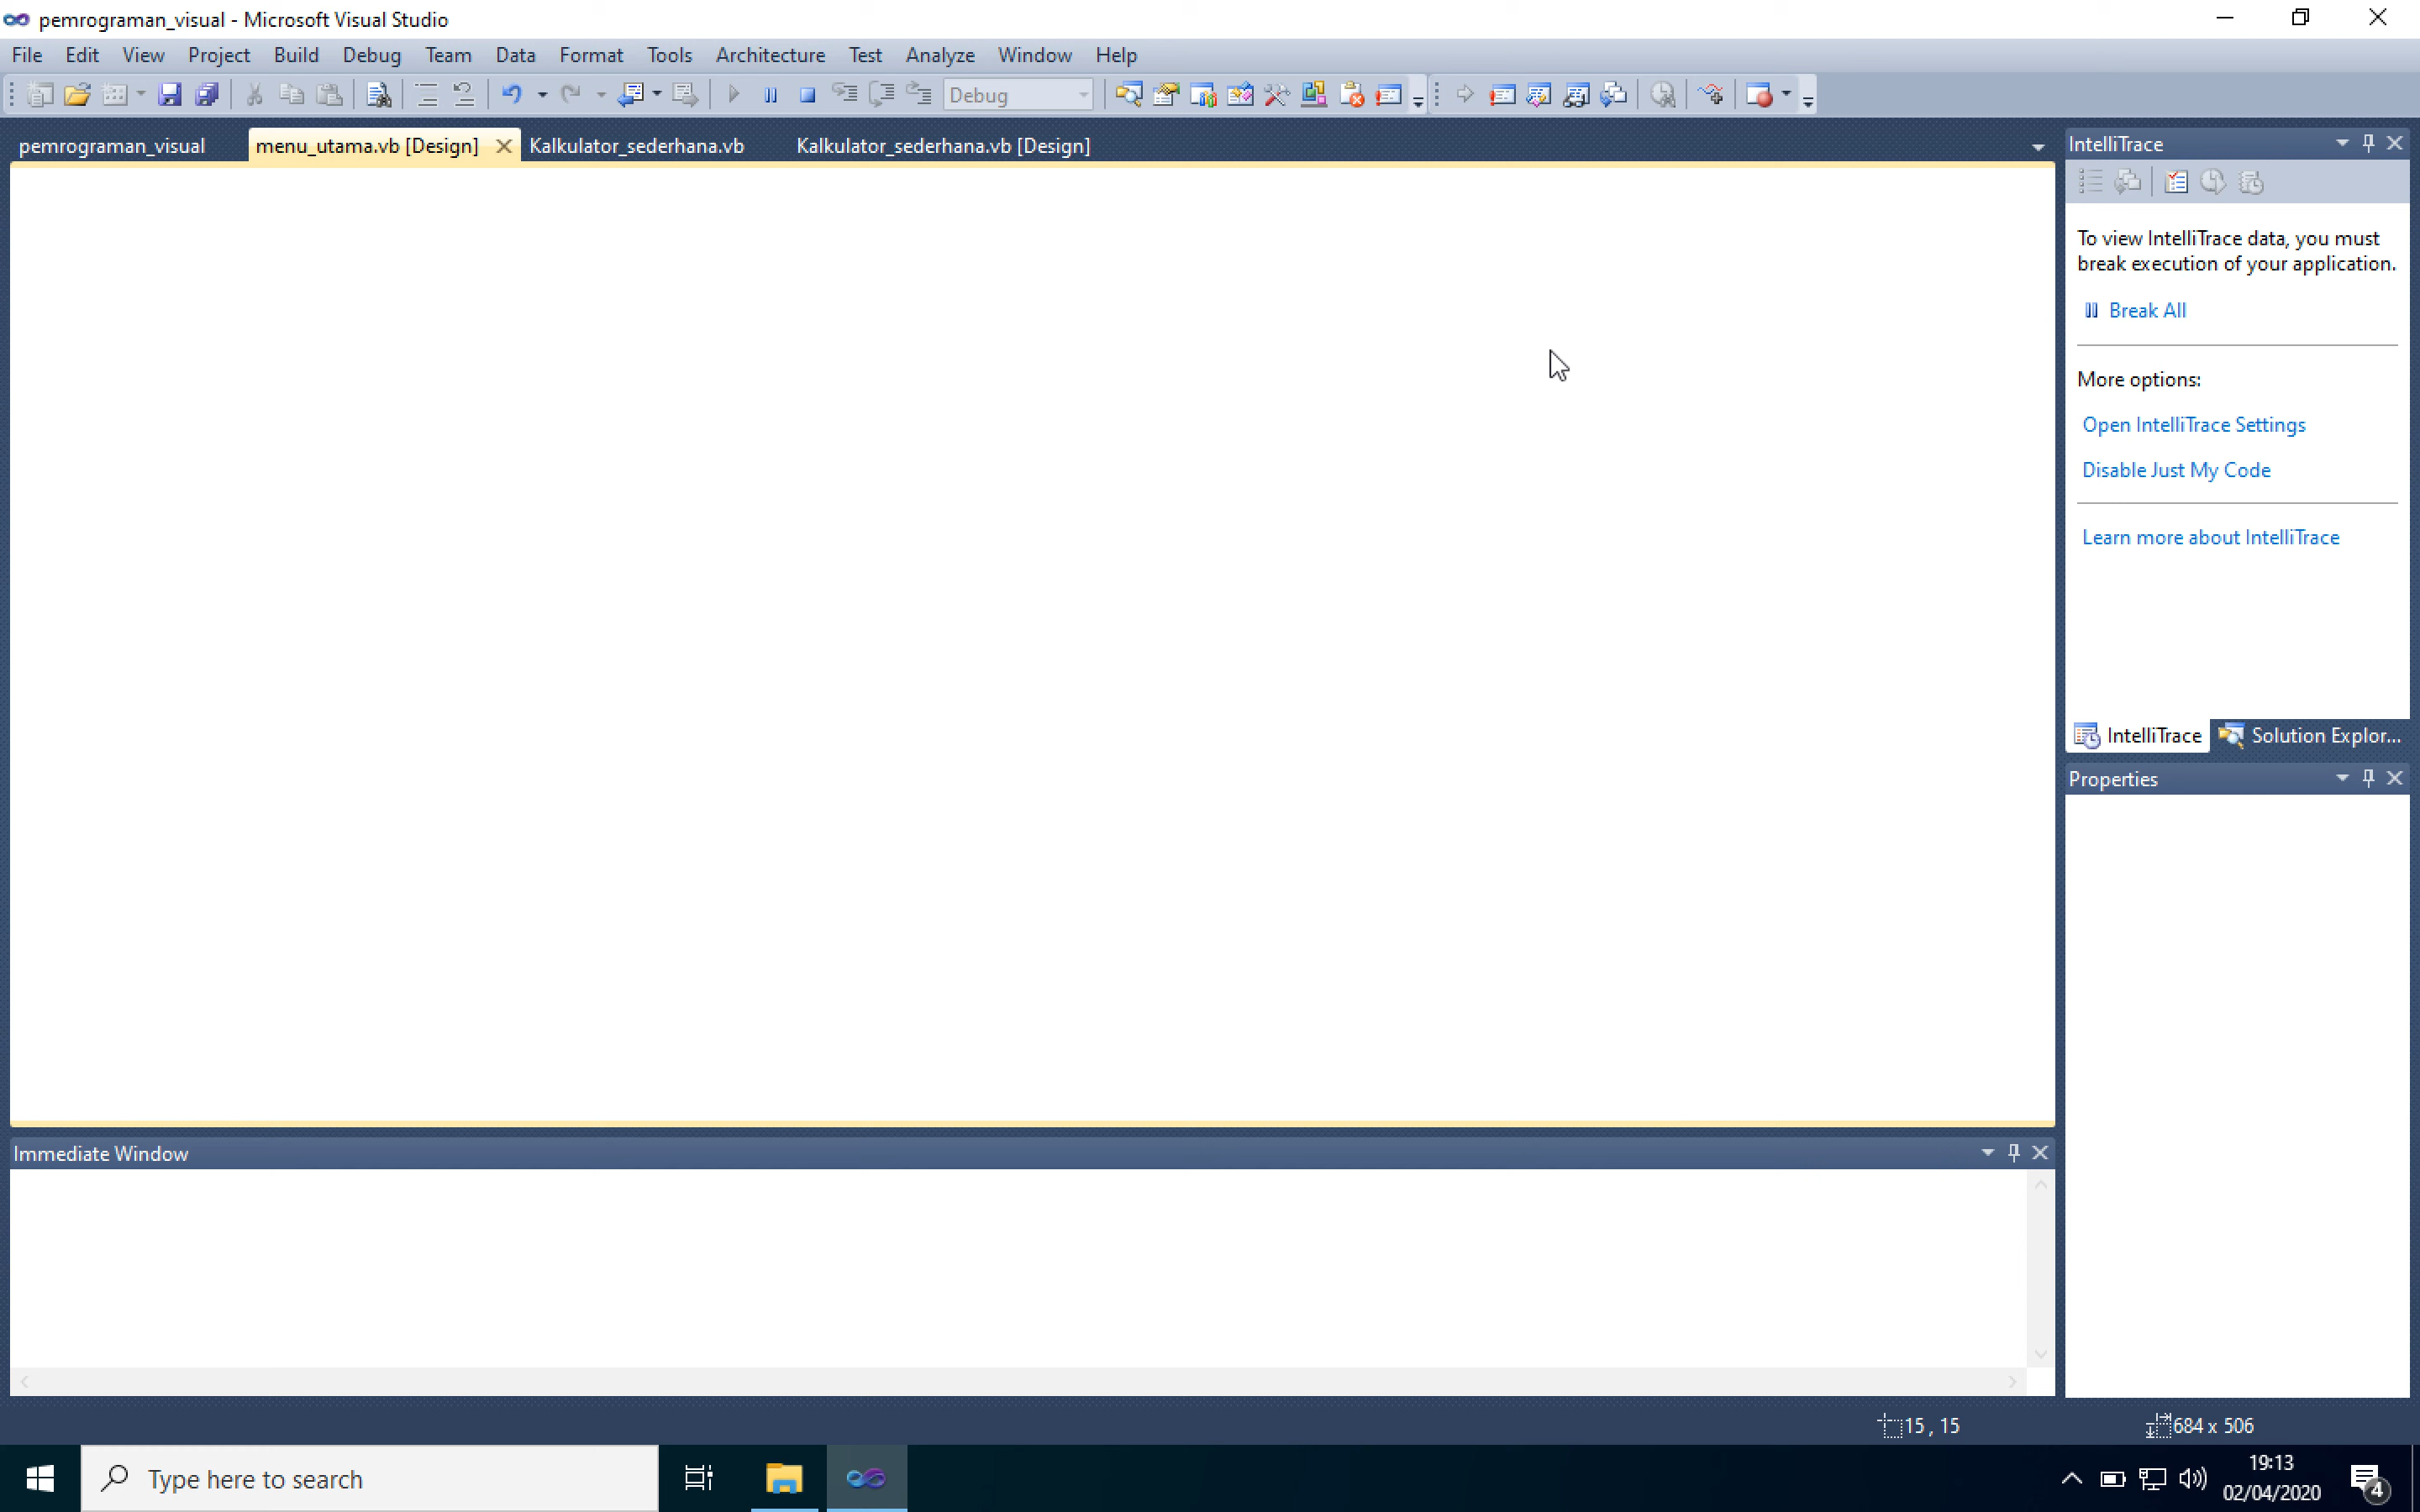 pemrograman_visual - Microsoft Visual Studio
File Edit View Project Build Debug Team Data Format Tools Architecture Test Analyze Window Help
Debug
pemrograman_visual menu_utama.vb [Design] Kalkulator_sederhana.vb Kalkulator_sederhana.vb [Design]
IntelliTrace
To view IntelliTrace data, you must
break execution of your application.
Break All
More options:
Open IntelliTrace Settings
Disable Just My Code
Learn more about IntelliTrace
IntelliTrace Solution Explor...
Properties
Immediate Window
15 , 15 684 x 506
Type here to search
19:13
02/04/2020
4